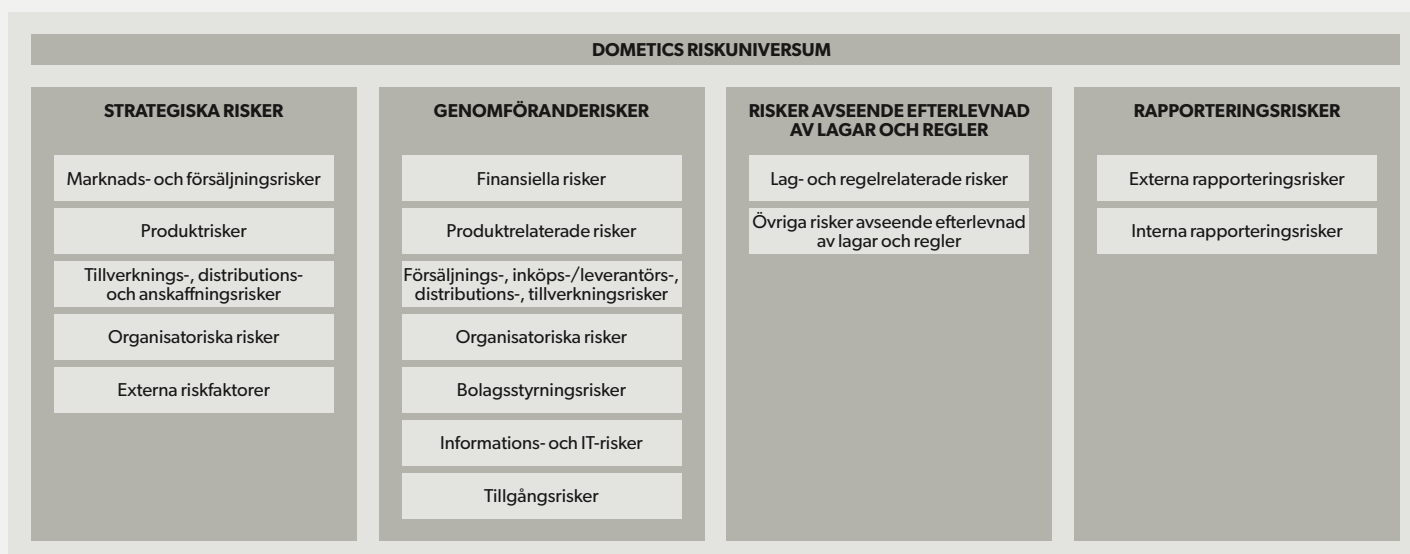 DOMETICS RISKUNIVERSUM
STRATEGISKA RISKER
Marknads- och försäljningsrisker
Produktrisker
Tillverknings-, distributions-
och anskaffningsrisker
Organisatoriska risker
Externa riskfaktorer
GENOMFÖRANDERISKER
Finansiella risker
Produktrelaterade risker
Försäljnings-, inköps-/leverantörs-,
distributions-, tillverkningsrisker
Organisatoriska risker
Bolagsstyrningsrisker
Informations- och IT-risker
Tillgångsrisker
RISKER AVSEENDE EFTERLEVNAD
AV LAGAR OCH REGLER
Lag- och regelrelaterade risker
Övriga risker avseende efterlevnad
av lagar och regler
RAPPORTERINGSRISKER
Externa rapporteringsrisker
Interna rapporteringsrisker